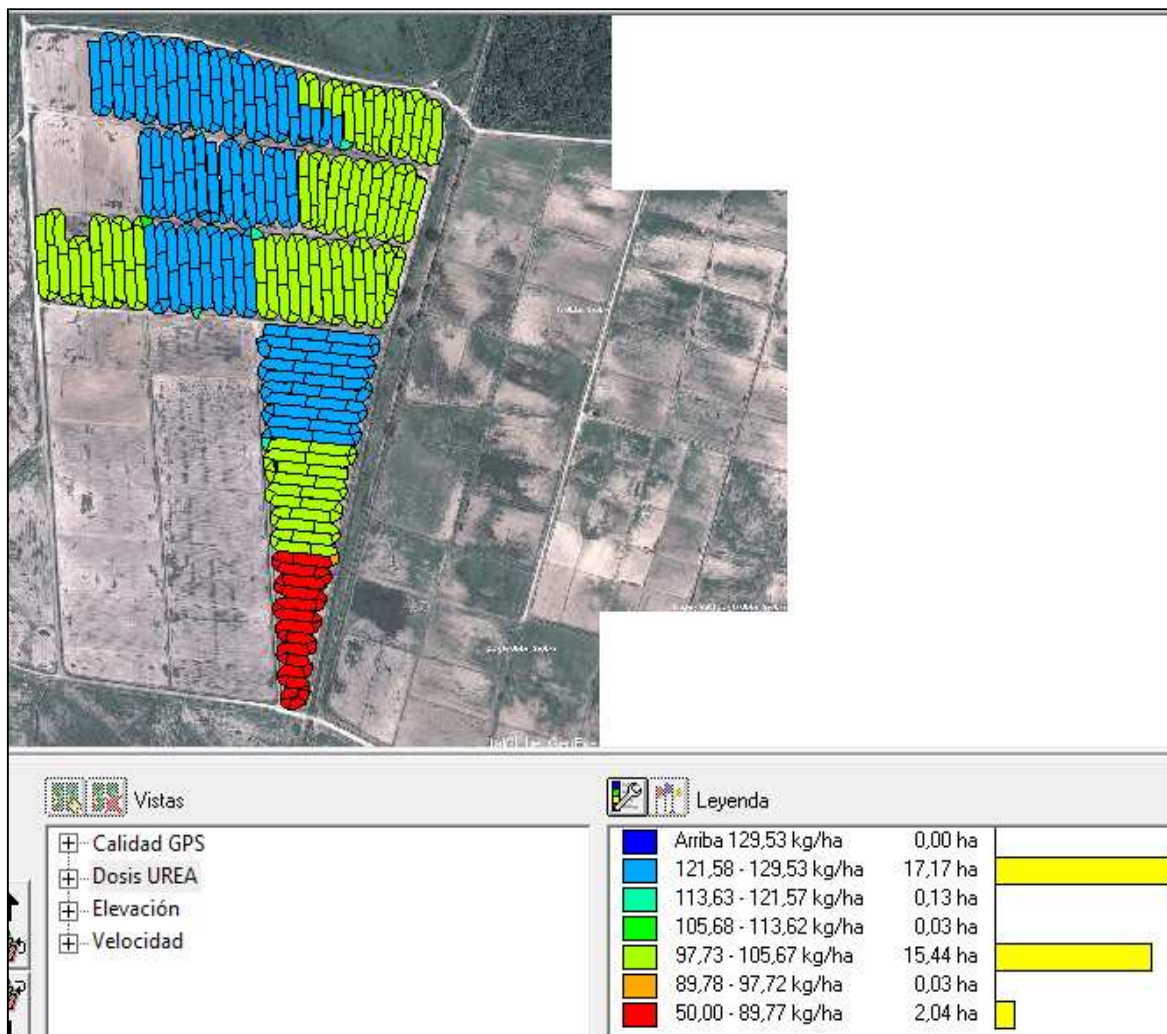 Vistas
Calidad GPS
Dosis UREA
Elevación
Velocidad
Leyenda
Arriba 129,53 kg/ha 0,00 ha
121,58 - 129,53 kg/ha 17,17 ha
113,63 - 121,57 kg/ha 0,13 ha
105,68 - 113,62 kg/ha 0,03 ha
97,73 - 105,67 kg/ha 15,44 ha
89,78 - 97,72 kg/ha 0,03 ha
50,00 - 89,77 kg/ha 2,04 ha